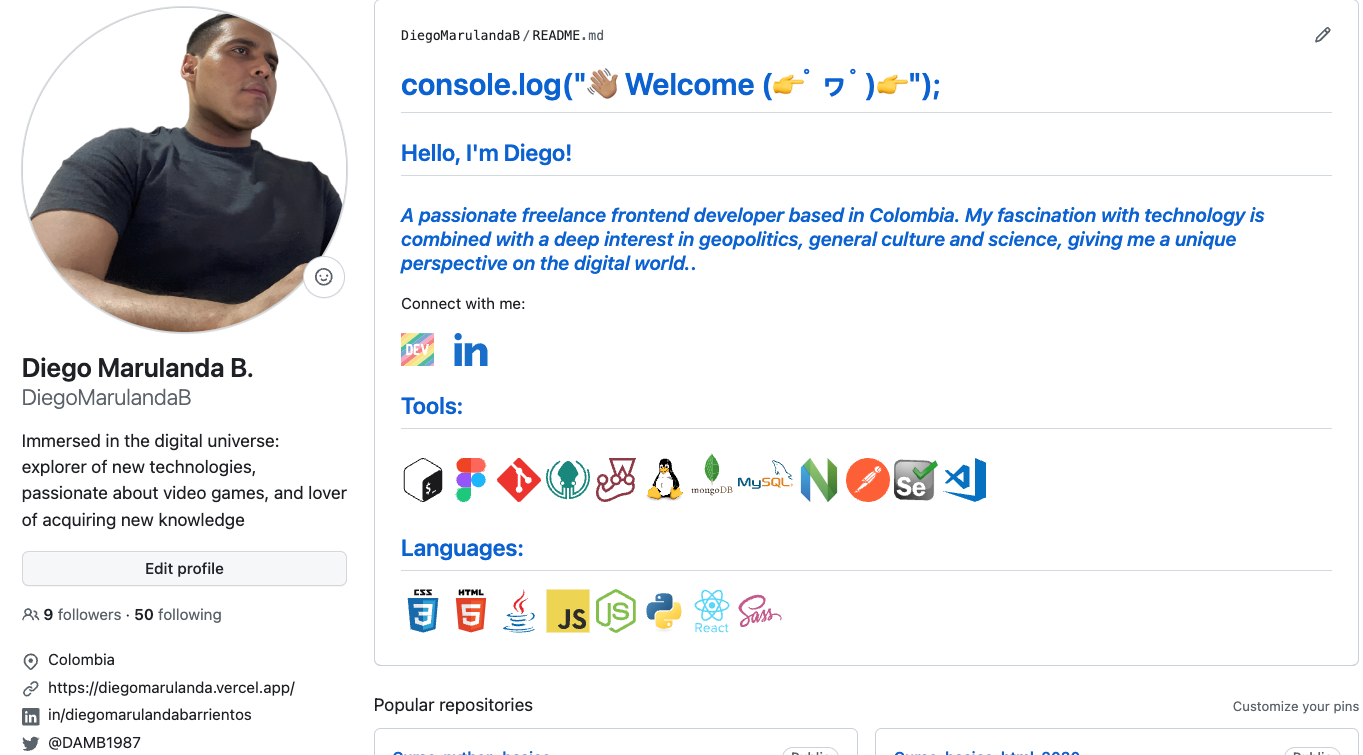 DiegoMarulandaB / README.md
console.log("👋🏽 Welcome (👉ﾟヮﾟ)👉");
Hello, I'm Diego!
A passionate freelance frontend developer based in Colombia. My fascination with technology is
combined with a deep interest in geopolitics, general culture and science, giving me a unique
perspective on the digital world..
Connect with me:
DEV
in
Tools:
$_
mongoDB
MySQL
Se
Languages:
CSS
3
HTML
5
JS
JS
React
Sass
Diego Marulanda B.
DiegoMarulandaB
Immersed in the digital universe:
explorer of new technologies,
passionate about video games, and lover
of acquiring new knowledge
Edit profile
9 followers · 50 following
Colombia
https://diegomarulanda.vercel.app/
in/diegomarulandabarrientos
@DAMB1987
Popular repositories
Customize your pins